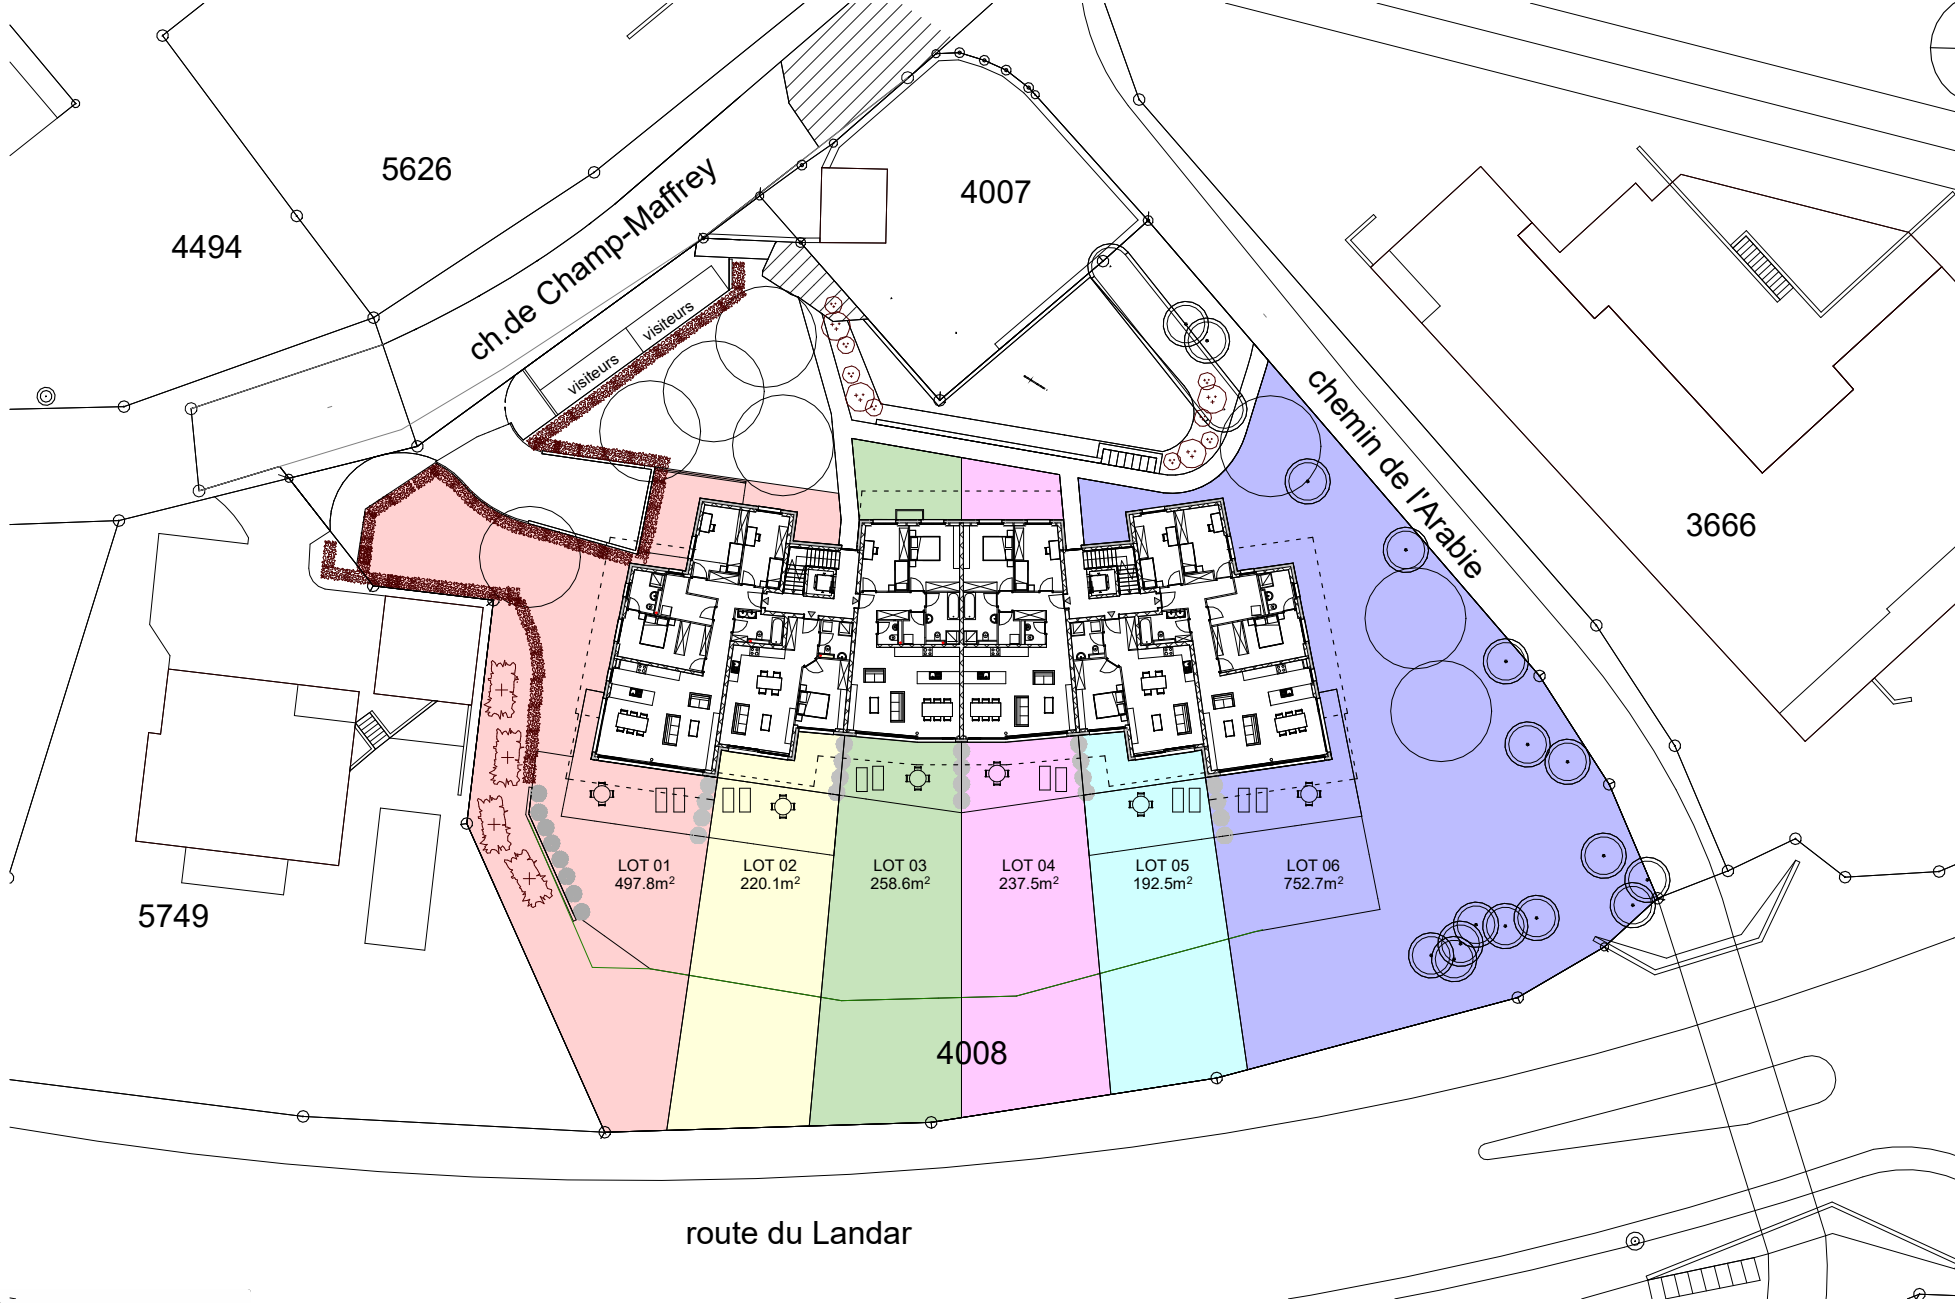 5626
4007
4494
ch.de Champ-Maffrey
visiteurs
visiteurs
chemin de l'Arabie
3666
LOT 01
497.8m²
LOT 02
220.1m²
LOT 03
258.6m²
LOT 04
237.5m²
LOT 05
192.5m²
LOT 06
752.7m²
5749
4008
route du Landar